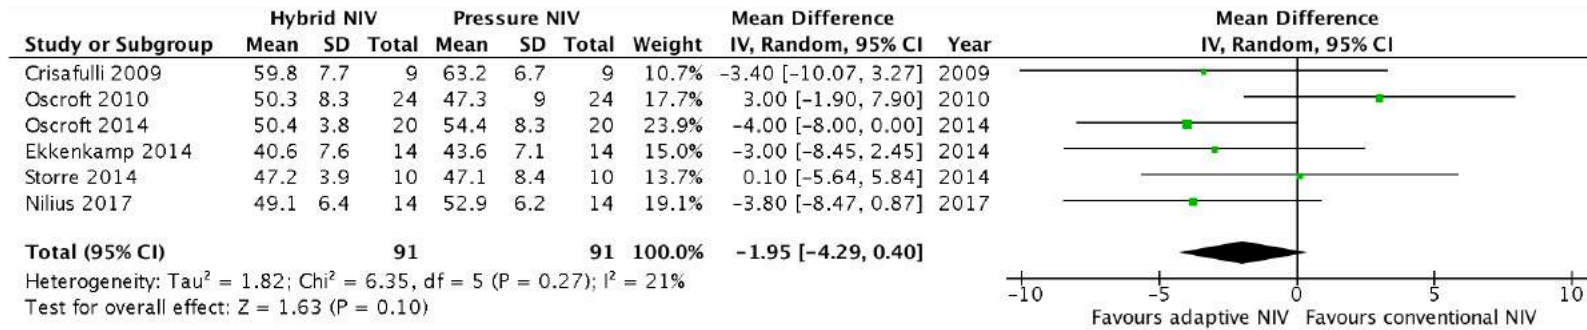 Hybrid NIV Pressure NIV Mean Difference Mean Difference
Study or Subgroup Mean SD Total Mean SD Total Weight IV, Random, 95% CI Year IV, Random, 95% CI
Crisafulli 2009 59.8 7.7 9 63.2 6.7 9 10.7% -3.40 [-10.07, 3.27] 2009
Oscroft 2010 50.3 8.3 24 47.3 9 24 17.7% 3.00 [-1.90, 7.90] 2010
Oscroft 2014 50.4 3.8 20 54.4 8.3 20 23.9% -4.00 [-8.00, 0.00] 2014
Ekkenkamp 2014 40.6 7.6 14 43.6 7.1 14 15.0% -3.00 [-8.45, 2.45] 2014
Storre 2014 47.2 3.9 10 47.1 8.4 10 13.7% 0.10 [-5.64, 5.84] 2014
Nilius 2017 49.1 6.4 14 52.9 6.2 14 19.1% -3.80 [-8.47, 0.87] 2017
Total (95% CI) 91 91 100.0% -1.95 [-4.29, 0.40]
Heterogeneity: Tau² = 1.82; Chi² = 6.35, df = 5 (P = 0.27); I² = 21%
Test for overall effect: Z = 1.63 (P = 0.10)
-10 -5 0 5 10
Favours adaptive NIV Favours conventional NIV